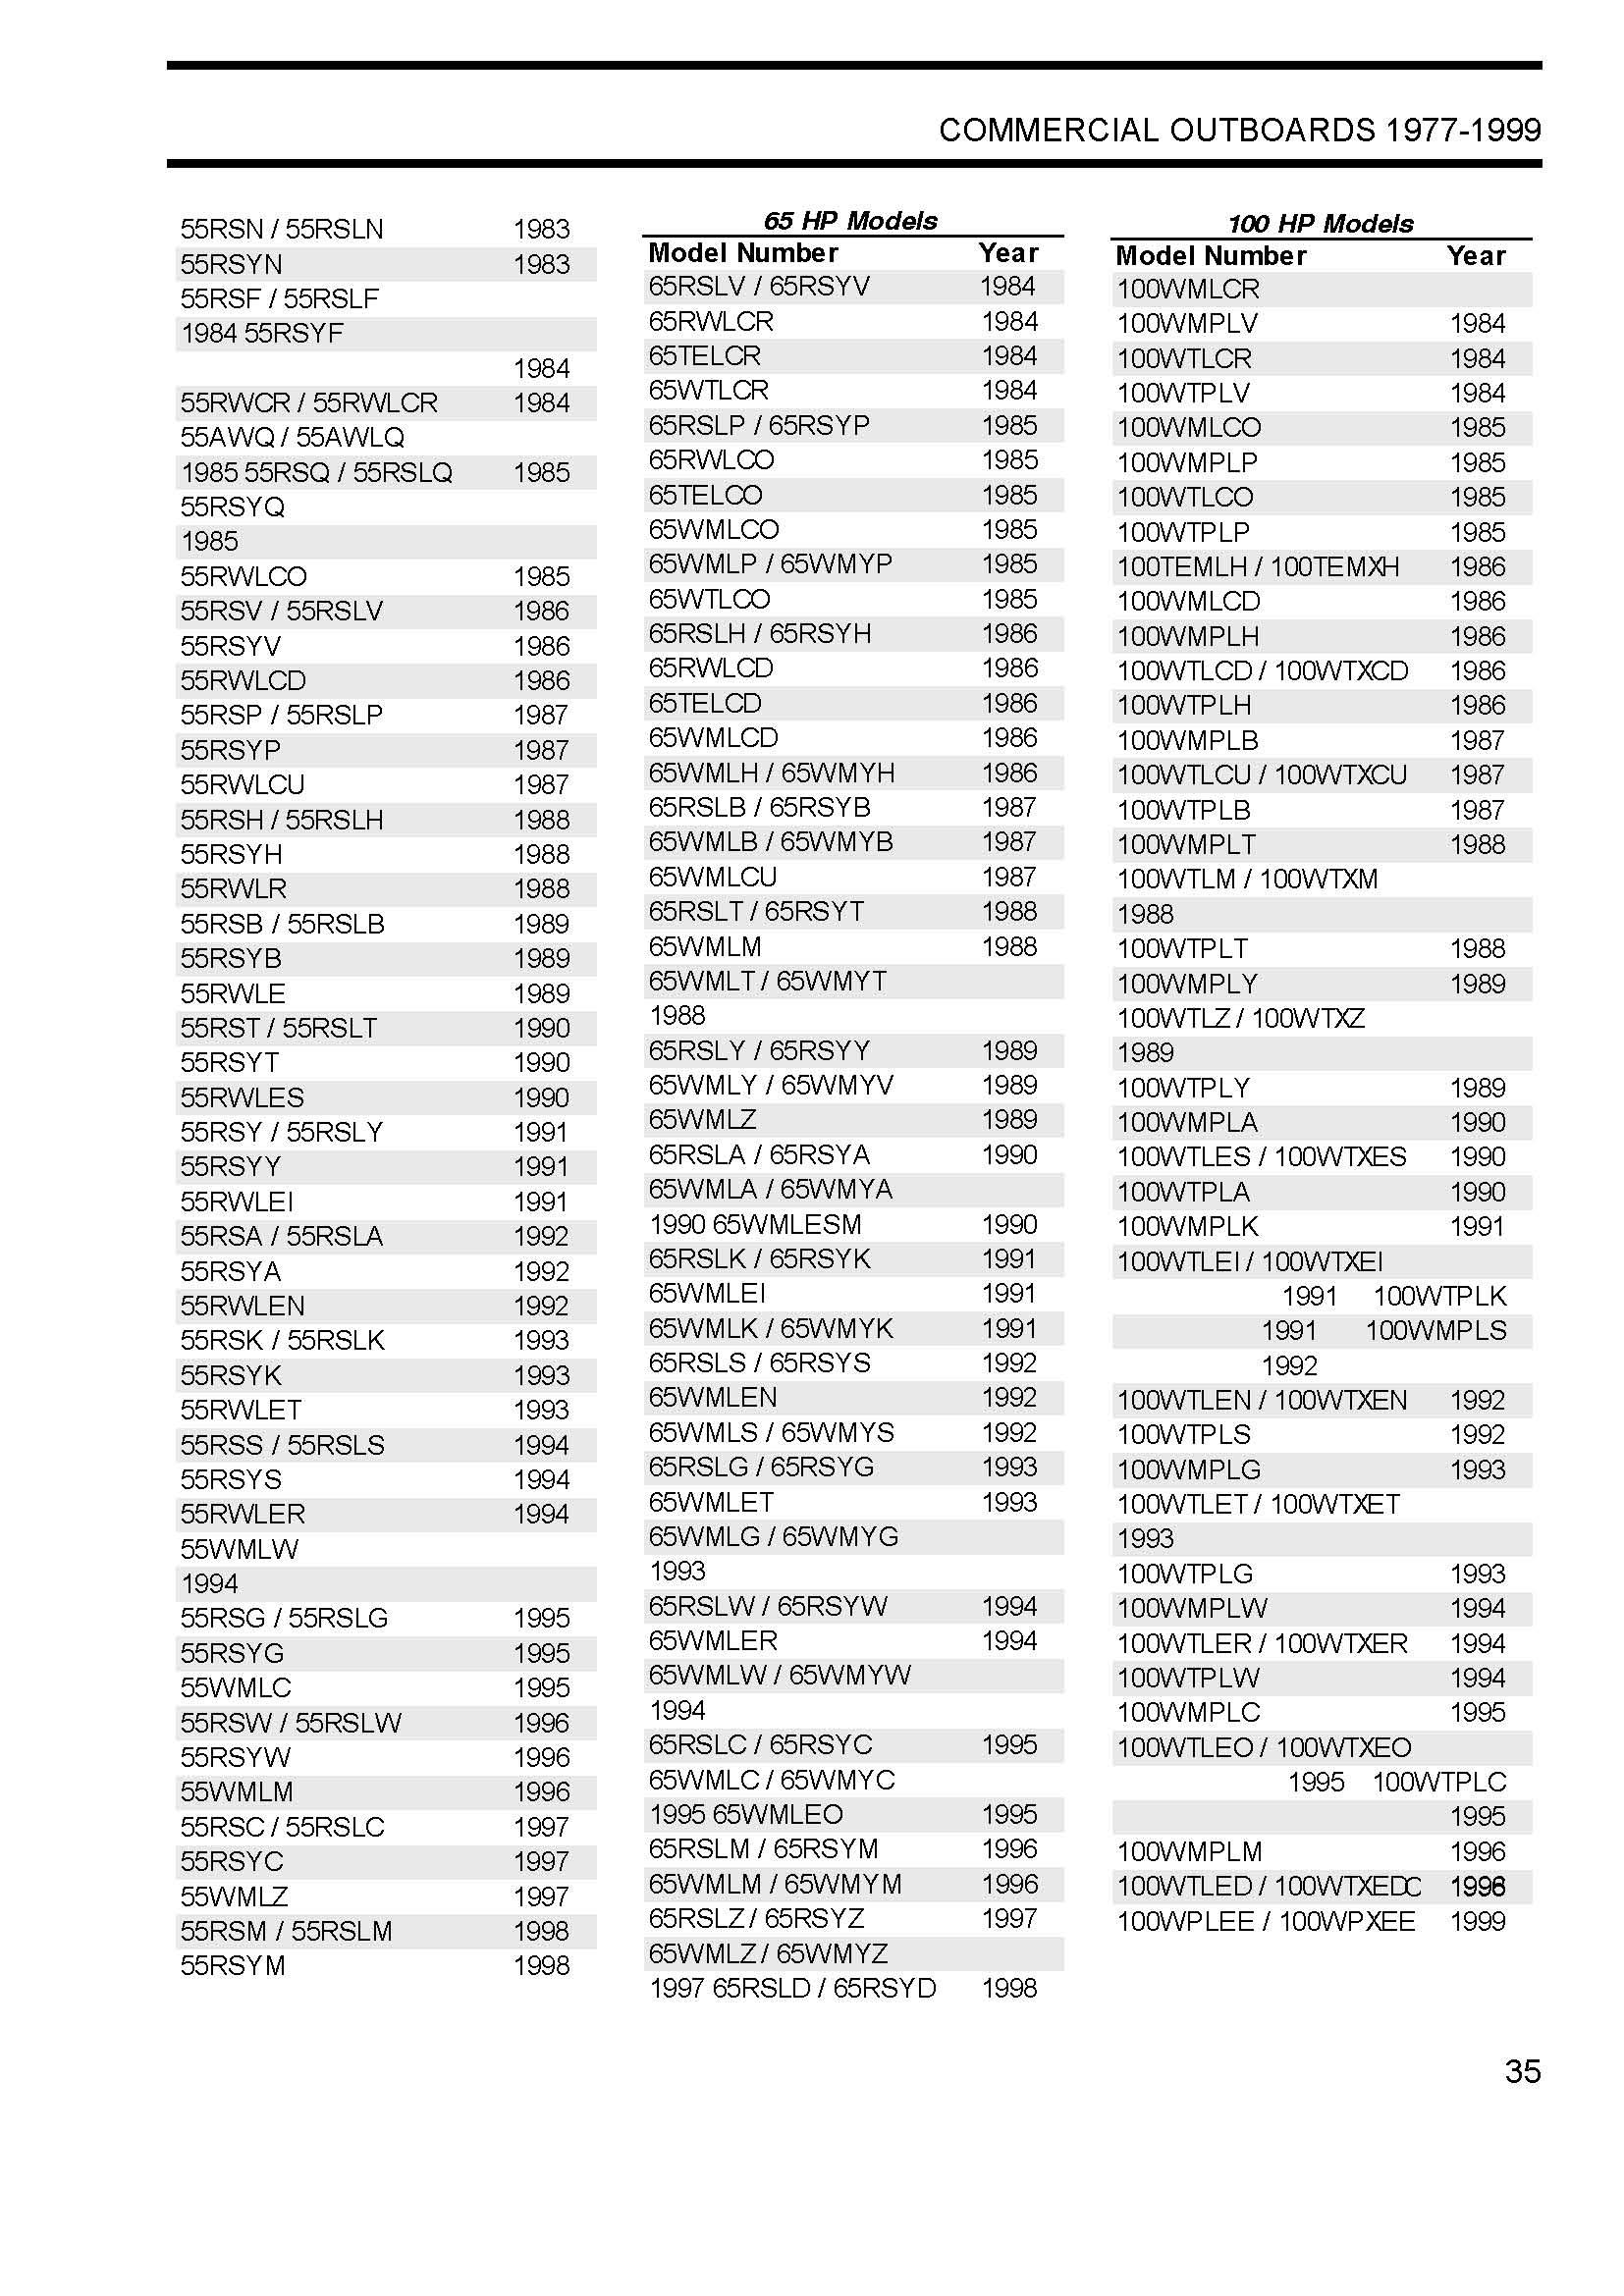 COMMERCIAL OUTBOARDS 1977-1999
55RSN / 55RSLN 1983
55RSYN 1983
55RSF / 55RSLF
1984 55RSYF
1984
55RWCR / 55RWLCR 1984
55AWQ / 55AWLQ
1985 55RSQ / 55RSLQ 1985
55RSYQ
1985
55RWLCO 1985
55RSV / 55RSLV 1986
55RSYV 1986
55RWLCD 1986
55RSP / 55RSLP 1987
55RSYP 1987
55RWLCU 1987
55RSH / 55RSLH 1988
55RSYH 1988
55RWLR 1988
55RSB / 55RSLB 1989
55RSYB 1989
55RWLE 1989
55RST / 55RSLT 1990
55RSYT 1990
55RWLES 1990
55RSY / 55RSLY 1991
55RSYY 1991
55RWLEI 1991
55RSA / 55RSLA 1992
55RSYA 1992
55RWLEN 1992
55RSK / 55RSLK 1993
55RSYK 1993
55RWLET 1993
55RSS / 55RSLS 1994
55RSYS 1994
55RWLER 1994
55WMLW
1994
55RSG / 55RSLG 1995
55RSYG 1995
55WMLC 1995
55RSW / 55RSLW 1996
55RSYW 1996
55WMLM 1996
55RSC / 55RSLC 1997
55RSYC 1997
55WMLZ 1997
55RSM / 55RSLM 1998
55RSYM 1998
65 HP Models
Model Number Year
65RSLV / 65RSYV 1984
65RWLCR 1984
65TELCR 1984
65WTLCR 1984
65RSLP / 65RSYP 1985
65RWLCO 1985
65TELCO 1985
65WMLCO 1985
65WMLP / 65WMYP 1985
65WTLCO 1985
65RSLH / 65RSYH 1986
65RWLCD 1986
65TELCD 1986
65WMLCD 1986
65WMLH / 65WMYH 1986
65RSLB / 65RSYB 1987
65WMLB / 65WMYB 1987
65WMLCU 1987
65RSLT / 65RSYT 1988
65WMLM 1988
65WMLT / 65WMYT
1988
65RSLY / 65RSYY 1989
65WMLY / 65WMYV 1989
65WMLZ 1989
65RSLA / 65RSYA 1990
65WMLA / 65WMYA
1990 65WMLESM 1990
65RSLK / 65RSYK 1991
65WMLEI 1991
65WMLK / 65WMYK 1991
65RSLS / 65RSYS 1992
65WMLEN 1992
65WMLS / 65WMYS 1992
65RSLG / 65RSYG 1993
65WMLET 1993
65WMLG / 65WMYG
1993
65RSLW / 65RSYW 1994
65WMLER 1994
65WMLW / 65WMYW
1994
65RSLC / 65RSYC 1995
65WMLC / 65WMYC
1995 65WMLEO 1995
65RSLM / 65RSYM 1996
65WMLM / 65WMYM 1996
65RSLZ / 65RSYZ 1997
65WMLZ / 65WMYZ
1997 65RSLD / 65RSYD 1998
100 HP Models
Model Number Year
100WMLCR
100WMPLV 1984
100WTLCR 1984
100WTPLV 1984
100WMLCO 1985
100WMPLP 1985
100WTLCO 1985
100WTPLP 1985
100TEMLH / 100TEMXH 1986
100WMLCD 1986
100WMPLH 1986
100WTLCD / 100WTXCD 1986
100WTPLH 1986
100WMPLB 1987
100WTLCU / 100WTXCU 1987
100WTPLB 1987
100WMPLT 1988
100WTLM / 100WTXM
1988
100WTPLT 1988
100WMPLY 1989
100WTLZ / 100WTXZ
1989
100WTPLY 1989
100WMPLA 1990
100WTLES / 100WTXES 1990
100WTPLA 1990
100WMPLK 1991
100WTLEI / 100WTXEI
1991 100WTPLK
1991 100WMPLS
1992
100WTLEN / 100WTXEN 1992
100WTPLS 1992
100WMPLG 1993
100WTLET / 100WTXET
1993
100WTPLG 1993
100WMPLW 1994
100WTLER / 100WTXER 1994
100WTPLW 1994
100WMPLC 1995
100WTLEO / 100WTXEO
1995 100WTPLC
1995
100WMPLM 1996
100WTLED /
100WPLEE / 100WPXEE 1999
35